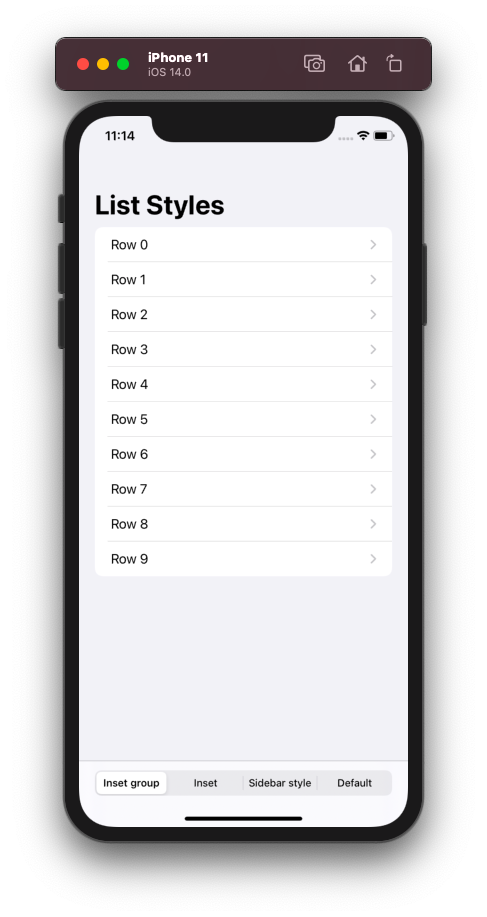 iPhone 11
iOS 14.0
11:14
List Styles
Row 0
Row 1
Row 2
Row 3
Row 4
Row 5
Row 6
Row 7
Row 8
Row 9
Inset group Inset Sidebar style Default